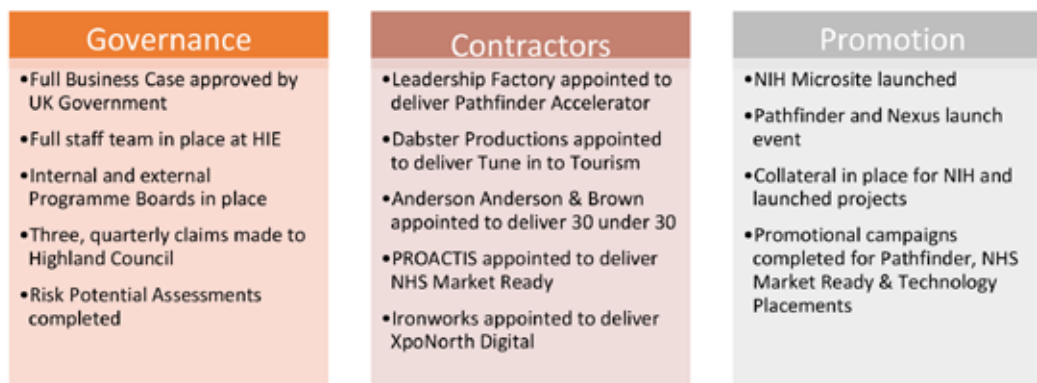 Governance
•Full Business Case approved by
UK Government
•Full staff team in place at HIE
•Internal and external
Programme Boards in place
•Three, quarterly claims made to
Highland Council
•Risk Potential Assessments
completed
Contractors
•Leadership Factory appointed to
deliver Pathfinder Accelerator
•Dabster Productions appointed
to deliver Tune in to Tourism
•Anderson Anderson & Brown
appointed to deliver 30 under 30
•PROACTIS appointed to deliver
NHS Market Ready
•Ironworks appointed to deliver
XpoNorth Digital
Promotion
•NIH Microsite launched
•Pathfinder and Nexus launch
event
•Collateral in place for NIH and
launched projects
•Promotional campaigns
completed for Pathfinder, NHS
Market Ready & Technology
Placements